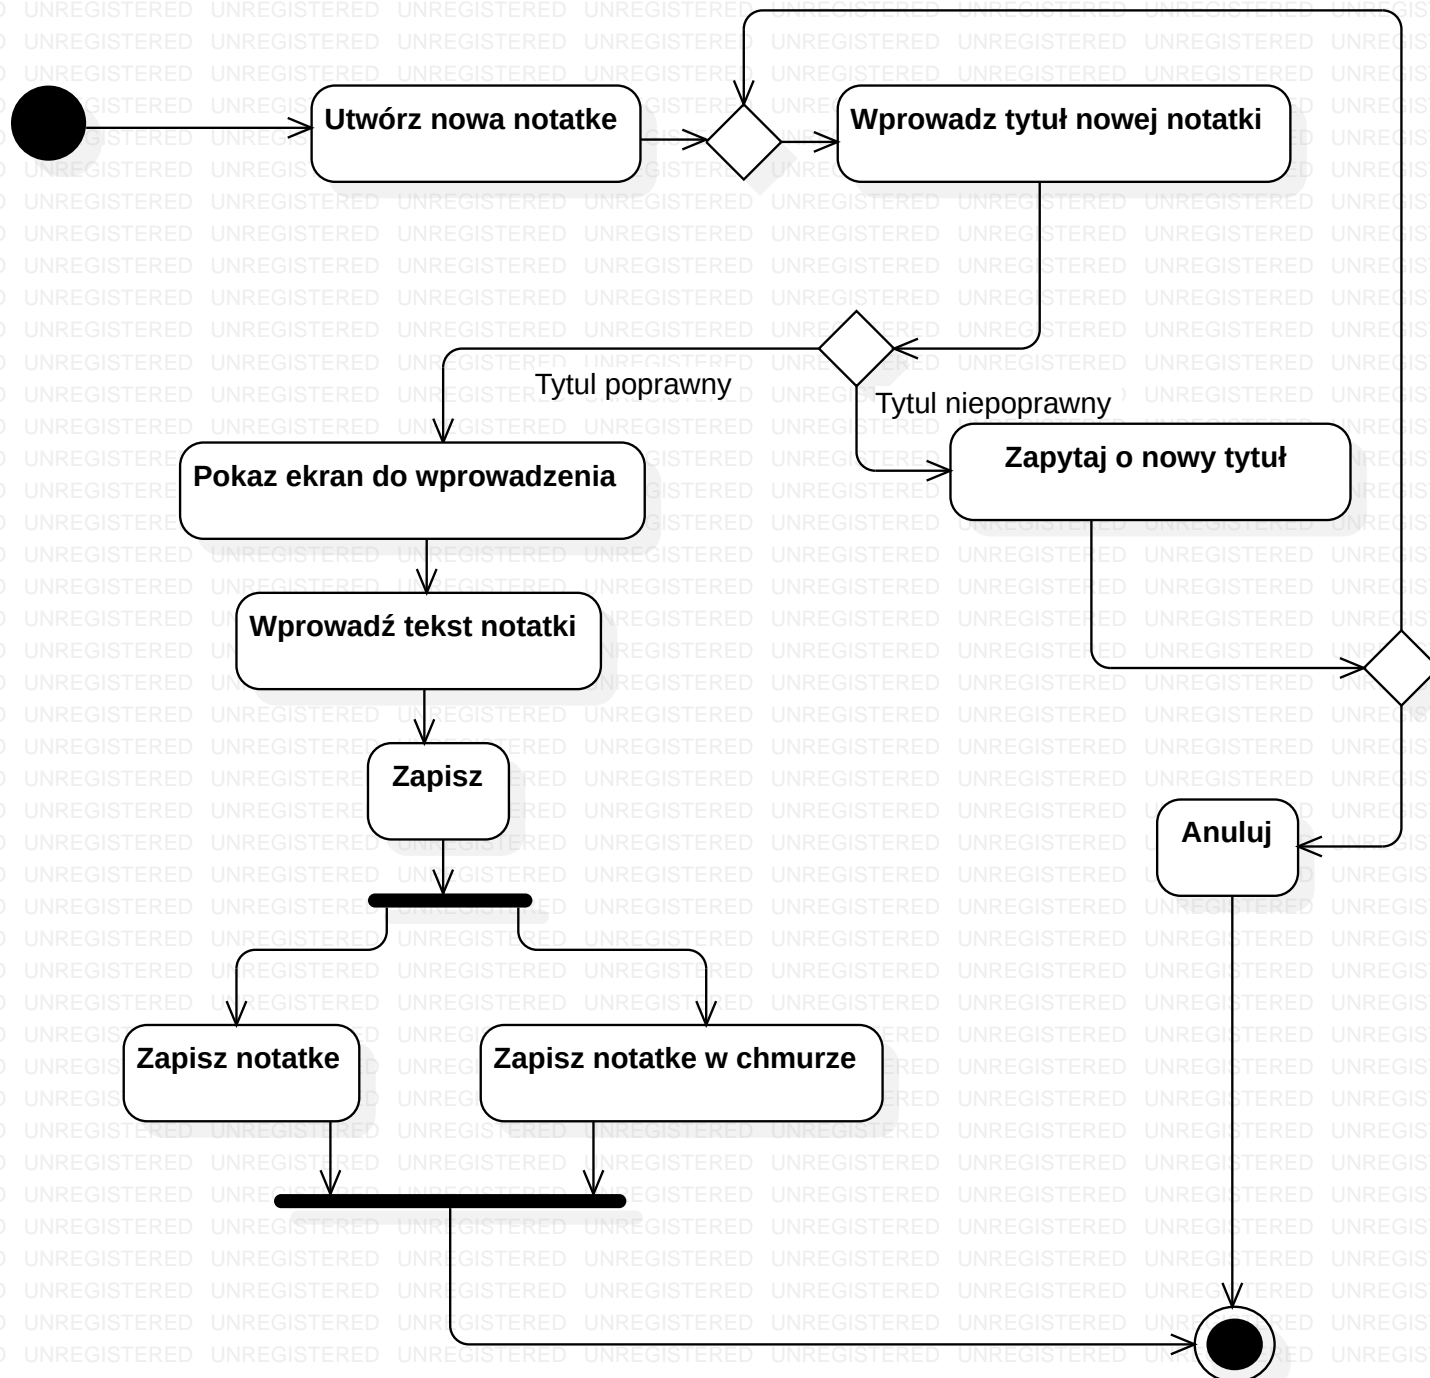 Utwórz nowa notatke
Wprowadz tytuł nowej notatki
Tytul poprawny
Tytul niepoprawny
Pokaz ekran do wprowadzenia
Zapytaj o nowy tytuł
Wprowadź tekst notatki
Zapisz
Anuluj
Zapisz notatke
Zapisz notatke w chmurze
UNREGISTERED